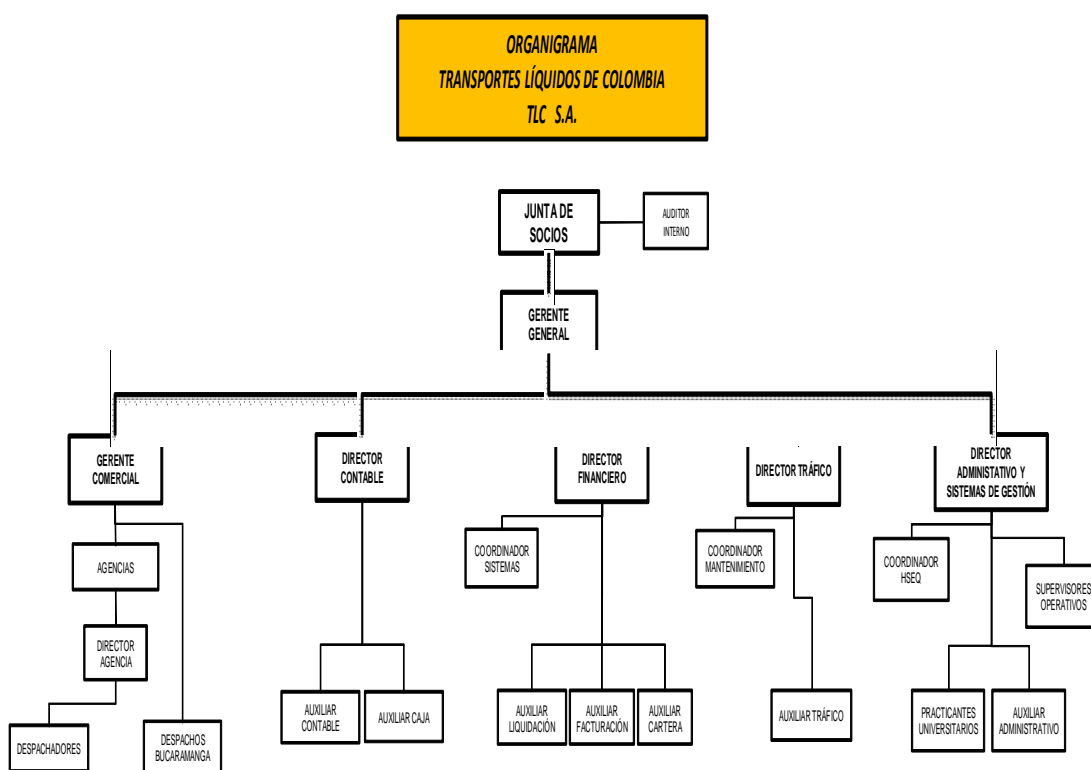 ORGANIGRAMA
TRANSPORTES LÍQUIDOS DE COLOMBIA
TLC S.A.
JUNTA DE
SOCIOS
AUDITOR
INTERNO
GERENTE
GENERAL
GERENTE
COMERCIAL
DIRECTOR
CONTABLE
DIRECTOR
FINANCIERO
DIRECTOR TRÁFICO
DIRECTOR
ADMINISTATIVO Y
SISTEMAS DE GESTIÓN
AGENCIAS
COORDINADOR
SISTEMAS
COORDINADOR
MANTENIMIENTO
COORDINADOR
HSEQ
SUPERVISORES
OPERATIVOS
DIRECTOR
AGENCIA
DESPACHADORES
DESPACHOS
BUCARAMANGA
AUXILIAR
CONTABLE
AUXILIAR CAJA
AUXILIAR
LIQUIDACIÓN
AUXILIAR
FACTURACIÓN
AUXILIAR
CARTERA
AUXILIAR TRÁFICO
PRACTICANTES
UNIVERSITARIOS
AUXILIAR
ADMINISTRATIVO